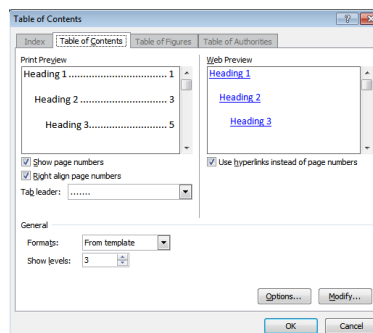 Table of Contents
Index Table of Contents Table of Figures Table of Authorities
Print Preview
Heading 1 ............................. 1
Heading 2 ......................... 3
Heading 3 ..................... 5
Web Preview
Heading 1
Heading 2
Heading 3
Show page numbers
Right align page numbers
Tab leader: .......
Use hyperlinks instead of page numbers
General
Formats: From template
Show levels: 3
Options... Modify...
OK Cancel